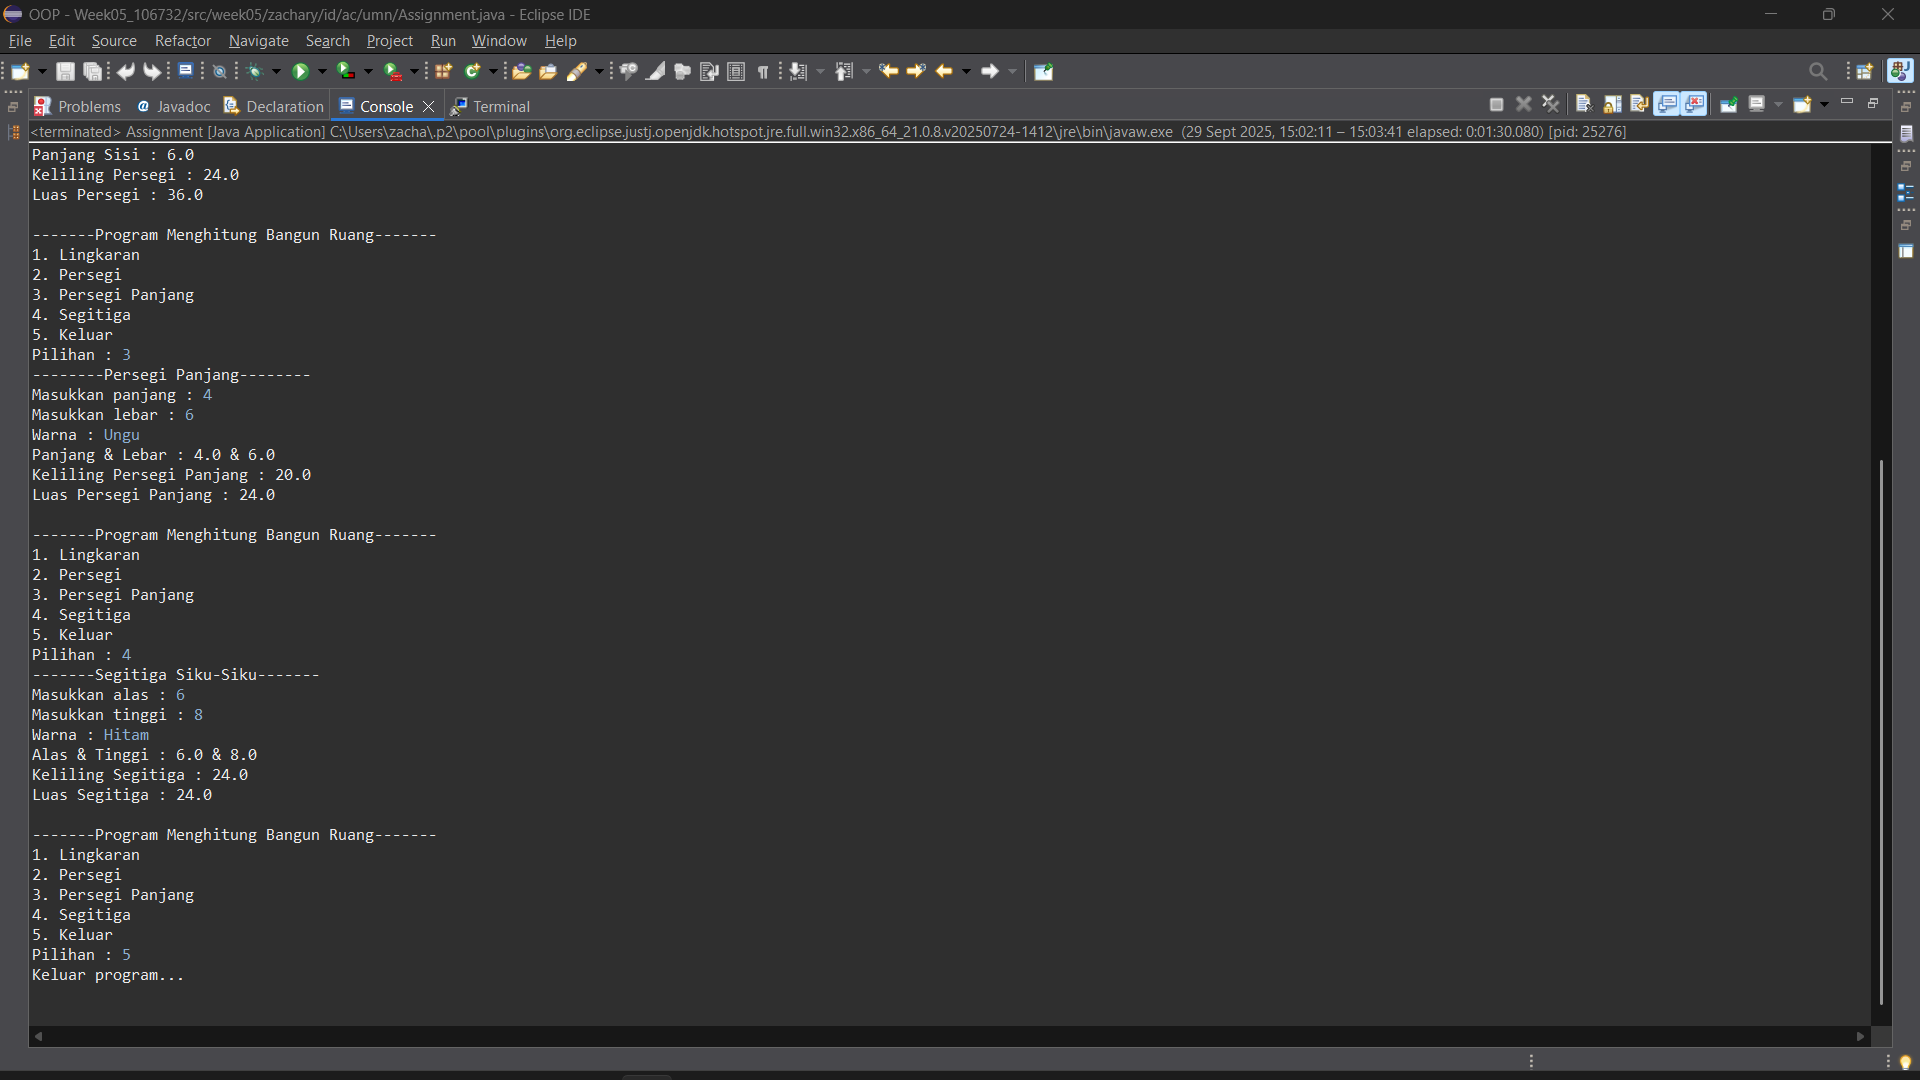 OOP - Week05_106732/src/week05/zachary/id/ac/umn/Assignment.java - Eclipse IDE
File Edit Source Refactor Navigate Search Project Run Window Help
Problems Javadoc Declaration Console Terminal
<terminated> Assignment [Java Application] C:\Users\zacha\.p2\pool\plugins\org.eclipse.justj.openjdk.hotspot.jre.full.win32.x86_64_21.0.8.v20250724-1412\jre\bin\javaw.exe (29 Sept 2025, 15:02:11 – 15:03:41 elapsed: 0:01:30.080) [pid: 25276]
Panjang Sisi : 6.0
Keliling Persegi : 24.0
Luas Persegi : 36.0
-------Program Menghitung Bangun Ruang-------
1. Lingkaran
2. Persegi
3. Persegi Panjang
4. Segitiga
5. Keluar
Pilihan : 3
--------Persegi Panjang--------
Masukkan panjang : 4
Masukkan lebar : 6
Warna : Ungu
Panjang & Lebar : 4.0 & 6.0
Keliling Persegi Panjang : 20.0
Luas Persegi Panjang : 24.0
-------Program Menghitung Bangun Ruang-------
1. Lingkaran
2. Persegi
3. Persegi Panjang
4. Segitiga
5. Keluar
Pilihan : 4
-------Segitiga Siku-Siku-------
Masukkan alas : 6
Masukkan tinggi : 8
Warna : Hitam
Alas & Tinggi : 6.0 & 8.0
Keliling Segitiga : 24.0
Luas Segitiga : 24.0
-------Program Menghitung Bangun Ruang-------
1. Lingkaran
2. Persegi
3. Persegi Panjang
4. Segitiga
5. Keluar
Pilihan : 5
Keluar program...